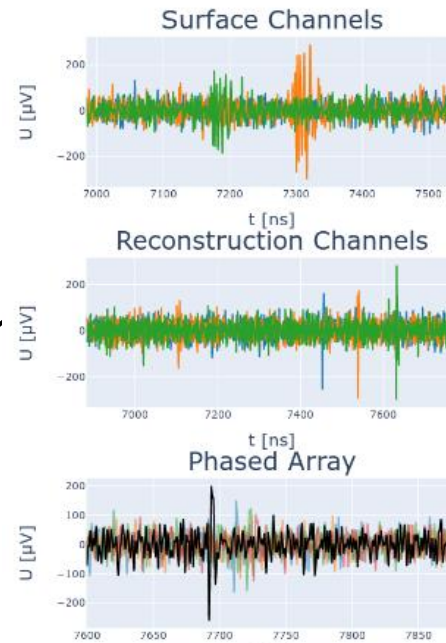 Surface Channels
U [µV]
200
0
−200
7000 7100 7200 7300 7400 7500
t [ns]
Reconstruction Channels
U [µV]
200
0
−200
7000 7200 7400 7600
t [ns]
Phased Array
U [µV]
200
100
0
−100
−200
7600 7650 7700 7750 7800 7850